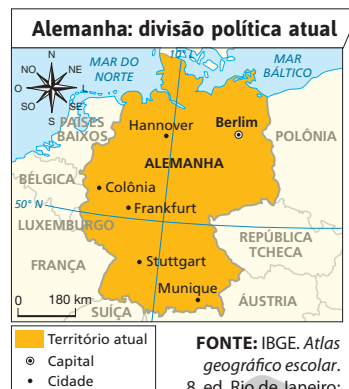 Alemanha: divisão política atual
N
NO
NE
O
L
SO
SE
S
MAR DO
NORTE
10° L
MAR
BÁLTICO
PAÍSES
BAIXOS
Hannover
Berlim
POLÔNIA
ALEMANHA
BÉLGICA
Colônia
50° N
Frankfurt
LUXEMBURGO
REPÚBLICA
TCHECA
FRANÇA
Stuttgart
Munique
0 180 km
SUÍÇA
ÁUSTRIA
Território atual
Capital
Cidade
FONTE: IBGE. Atlas
geográfico escolar.
8. ed. Rio de Janeiro: